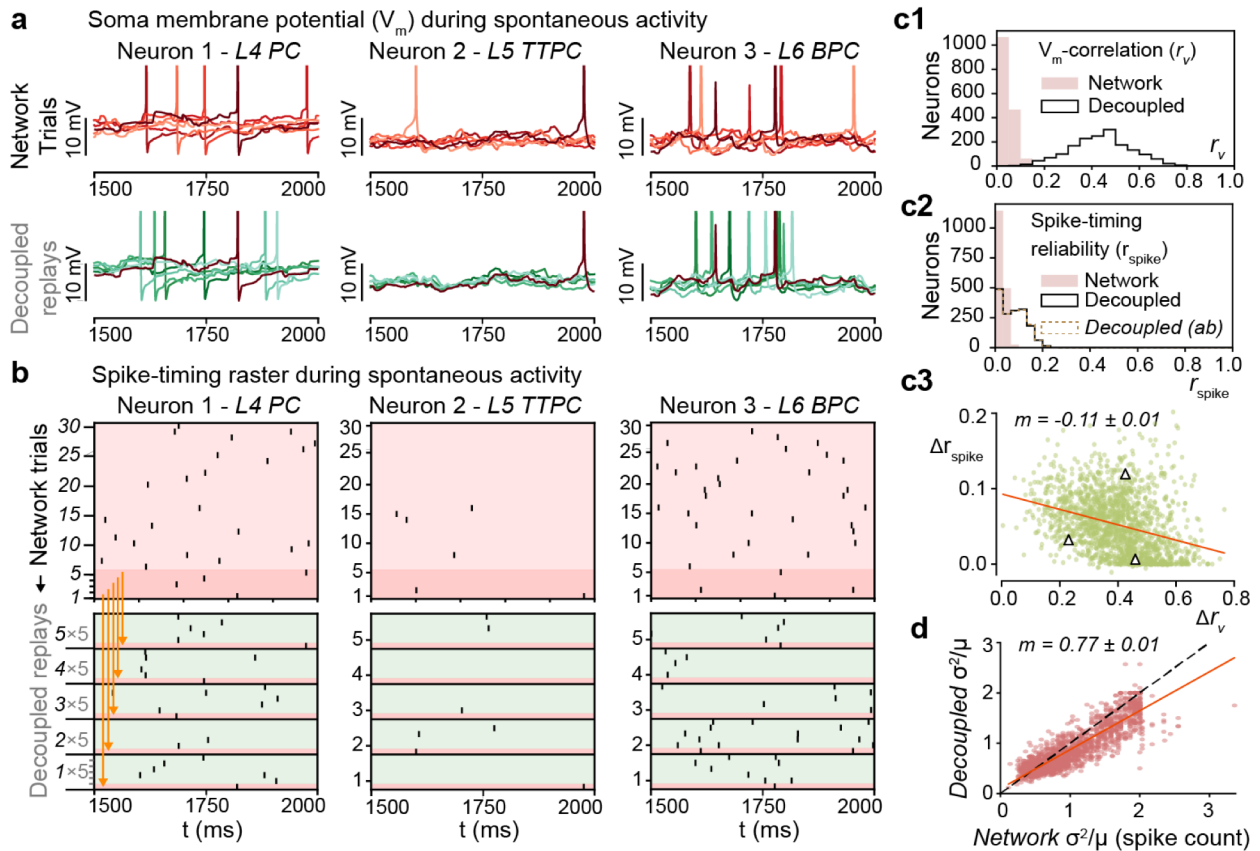 a Soma membrane potential (Vm) during spontaneous activity
Neuron 1 - L4 PC
Neuron 2 - L5 TTPC
Neuron 3 - L6 BPC
Network
Trials
10 mV
10 mV
10 mV
1500 1750 2000
1500 1750 2000
1500 1750 2000
Decoupled
replays
10 mV
10 mV
10 mV
1500 1750 2000
1500 1750 2000
1500 1750 2000
b Spike-timing raster during spontaneous activity
Neuron 1 - L4 PC
Neuron 2 - L5 TTPC
Neuron 3 - L6 BPC
Network trials
30
20
10
5
1
30
20
10
5
1
30
20
10
5
1
Decoupled replays
5×5
4×5
3×5
2×5
1×5
5
4
3
2
1
5
4
3
2
1
1500 1750 2000
1500 1750 2000
1500 1750 2000
t (ms)
t (ms)
t (ms)
c1
Neurons
1000
800
600
400
200
0
Vm-correlation (rv)
Network
Decoupled
rv
0.0 0.2 0.4 0.6 0.8 1.0
c2
Neurons
1000
750
500
250
0
Spike-timing
reliability (rspike)
Network
Decoupled
Decoupled (ab)
0.0 0.2 0.4 0.6 0.8 1.0
rspike
c3
m = -0.11 ± 0.01
Δrspike
0.2
0.1
0.0
0.0 0.2 0.4 0.6 0.8
Δrv
d
m = 0.77 ± 0.01
Decoupled σ²/μ
3
2
1
0
0 1 2 3
Network σ²/μ (spike count)